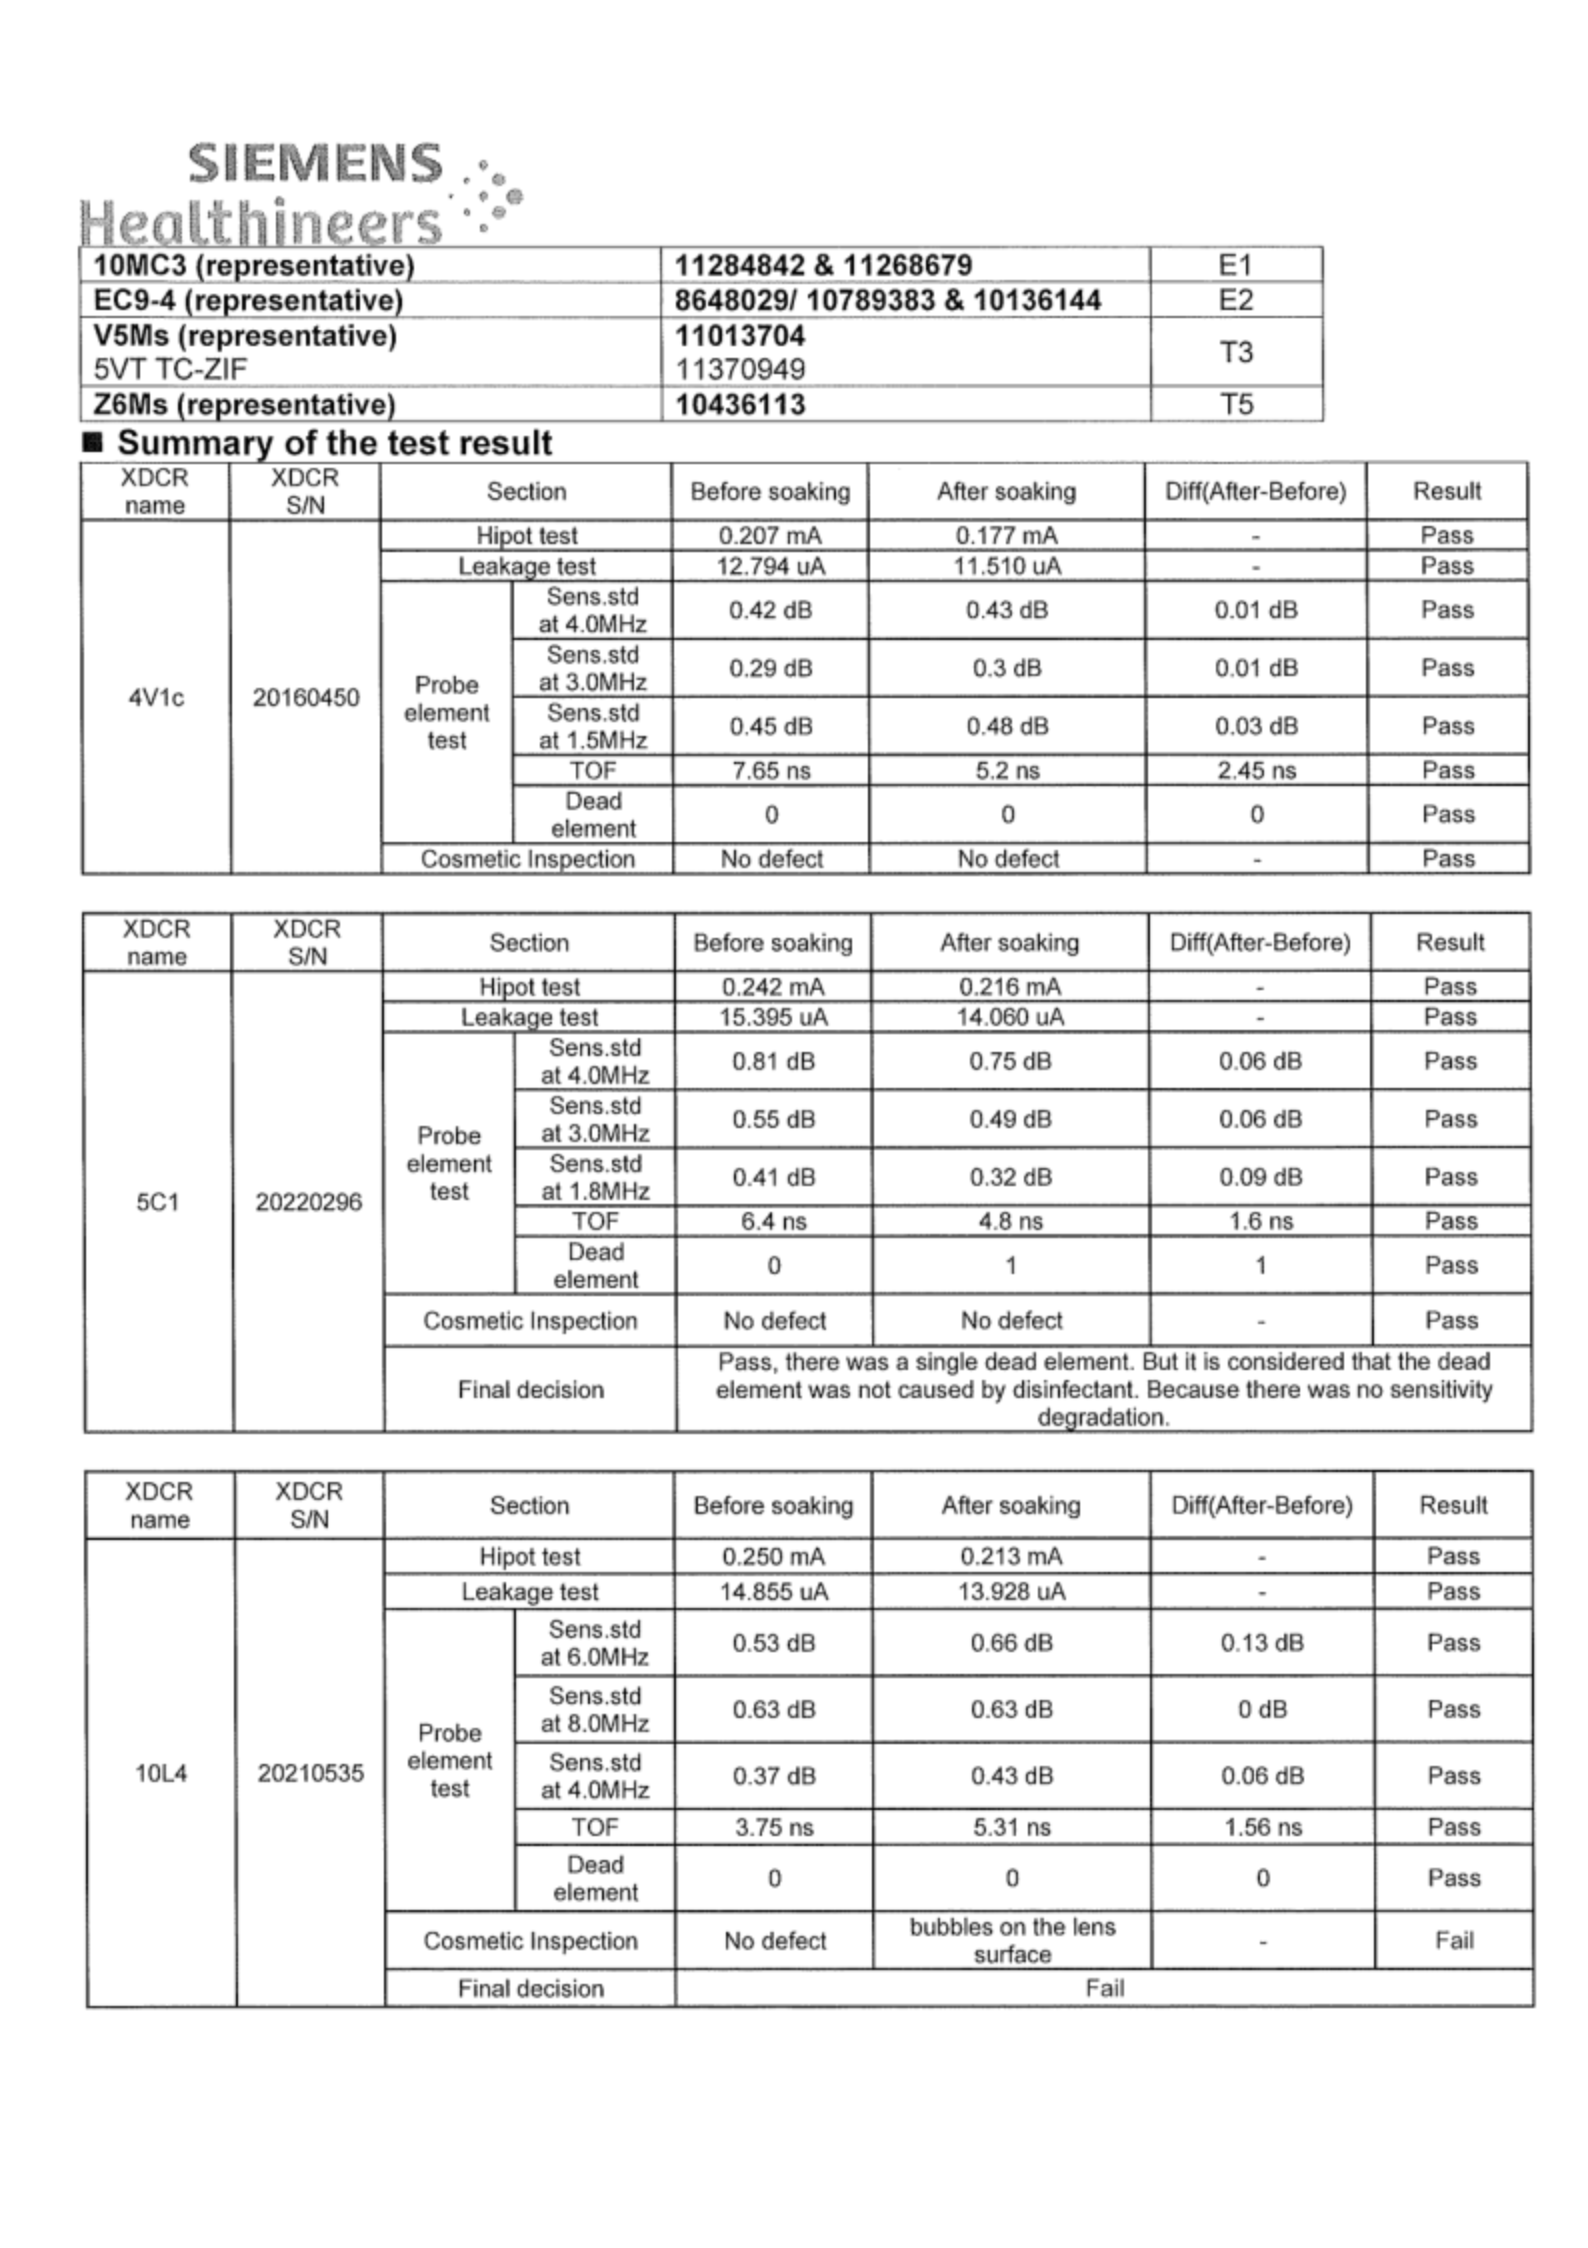 SIEMENS
Healthineers
10MC3 (representative) 11284842 & 11268679 E1
EC9-4 (representative) 8648029/ 10789383 & 10136144 E2
V5Ms (representative) 11013704
5VT TC-ZIF 11370949
T3
Z6Ms (representative) 10436113 T5
■ Summary of the test result
XDCR name XDCR S/N Section Before soaking After soaking Diff(After-Before) Result
4V1c 20160450
Hipot test 0.207 mA 0.177 mA - Pass
Leakage test 12.794 uA 11.510 uA - Pass
Probe element test
Sens.std at 4.0MHz 0.42 dB 0.43 dB 0.01 dB Pass
Sens.std at 3.0MHz 0.29 dB 0.3 dB 0.01 dB Pass
Sens.std at 1.5MHz 0.45 dB 0.48 dB 0.03 dB Pass
TOF 7.65 ns 5.2 ns 2.45 ns Pass
Dead element 0 0 0 Pass
Cosmetic Inspection No defect No defect - Pass
XDCR name XDCR S/N Section Before soaking After soaking Diff(After-Before) Result
5C1 20220296
Hipot test 0.242 mA 0.216 mA - Pass
Leakage test 15.395 uA 14.060 uA - Pass
Probe element test
Sens.std at 4.0MHz 0.81 dB 0.75 dB 0.06 dB Pass
Sens.std at 3.0MHz 0.55 dB 0.49 dB 0.06 dB Pass
Sens.std at 1.8MHz 0.41 dB 0.32 dB 0.09 dB Pass
TOF 6.4 ns 4.8 ns 1.6 ns Pass
Dead element 0 1 1 Pass
Cosmetic Inspection No defect No defect - Pass
Final decision
Pass, there was a single dead element. But it is considered that the dead
element was not caused by disinfectant. Because there was no sensitivity
degradation.
XDCR name XDCR S/N Section Before soaking After soaking Diff(After-Before) Result
10L4 20210535
Hipot test 0.250 mA 0.213 mA - Pass
Leakage test 14.855 uA 13.928 uA - Pass
Probe element test
Sens.std at 6.0MHz 0.53 dB 0.66 dB 0.13 dB Pass
Sens.std at 8.0MHz 0.63 dB 0.63 dB 0 dB Pass
Sens.std at 4.0MHz 0.37 dB 0.43 dB 0.06 dB Pass
TOF 3.75 ns 5.31 ns 1.56 ns Pass
Dead element 0 0 0 Pass
Cosmetic Inspection No defect bubbles on the lens surface - Fail
Final decision Fail